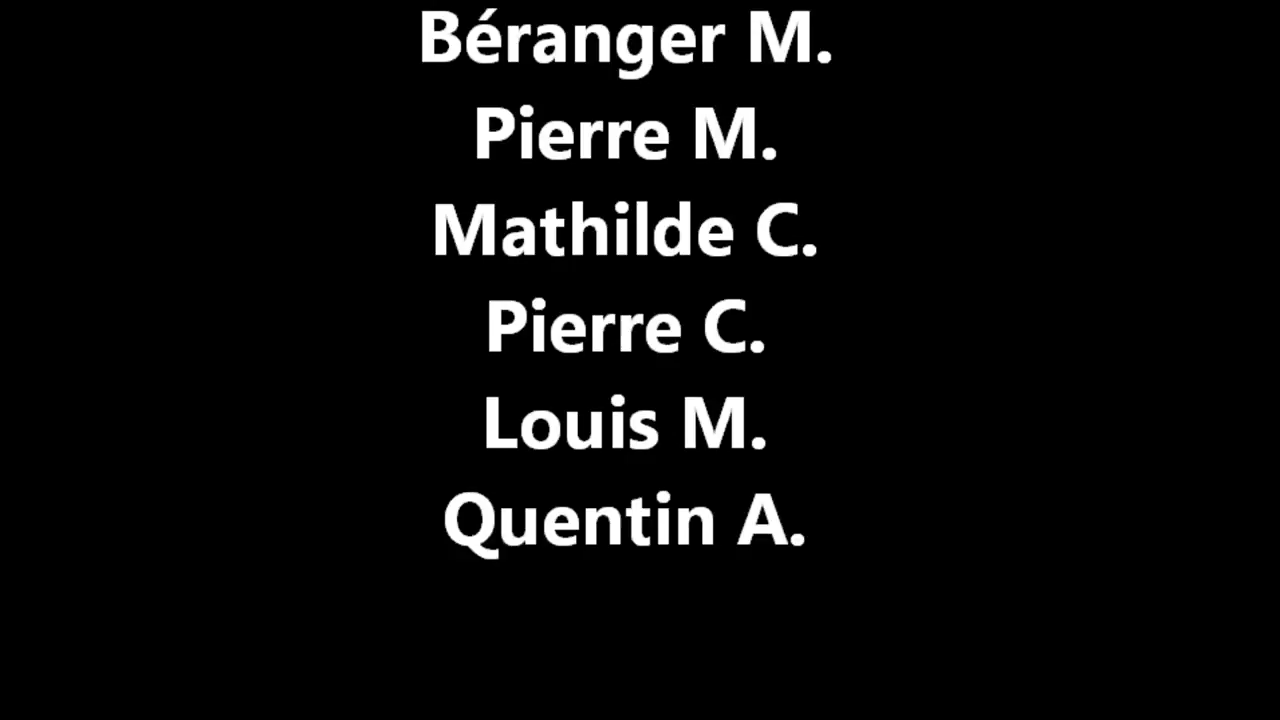 Béranger M.
Pierre M.
Mathilde C.
Pierre C.
Louis M.
Quentin A.